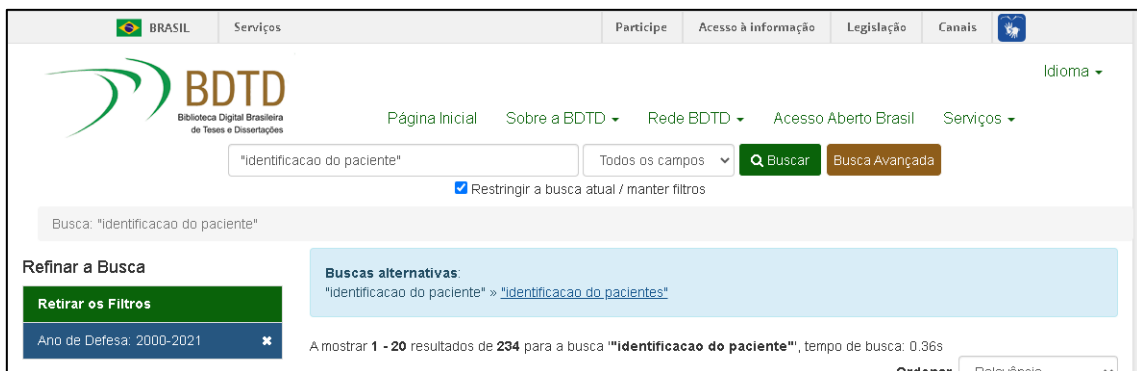 BRASIL Serviços Participe Acesso à informação Legislação Canais
Idioma
BDTD
Biblioteca Digital Brasileira
de Teses e Dissertações
Página Inicial Sobre a BDTD Rede BDTD Acesso Aberto Brasil Serviços
"identificacao do paciente" Todos os campos Buscar Busca Avançada
Restringir a busca atual / manter filtros
Busca: "identificacao do paciente"
Refinar a Busca
Retirar os Filtros
Ano de Defesa: 2000-2021
Buscas alternativas:
"identificacao do paciente" » "identificacao do pacientes"
A mostrar 1 - 20 resultados de 234 para a busca '"identificacao do paciente"', tempo de busca: 0.36s
Ordenar Relevância